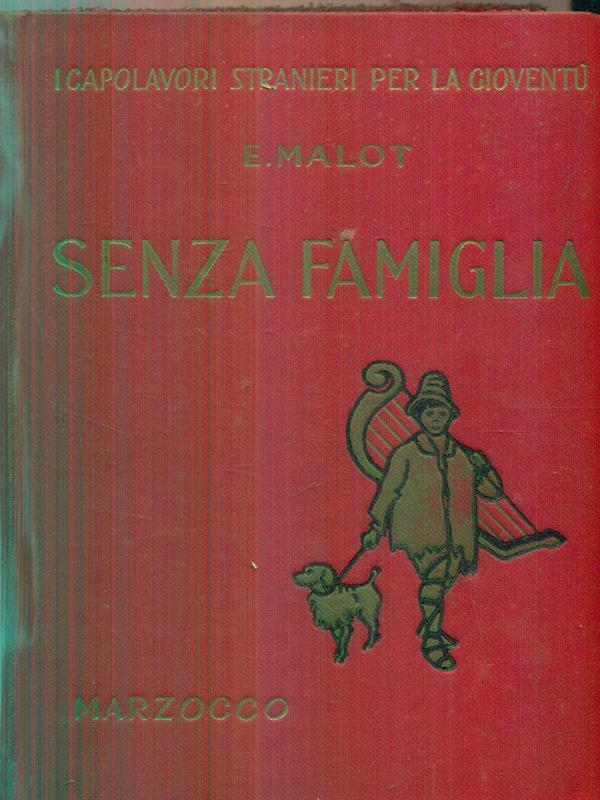 I CAPOLAVORI STRANIERI PER LA GIOVENTÙ
E. MALOT
SENZA FAMIGLIA
MARZOCCO